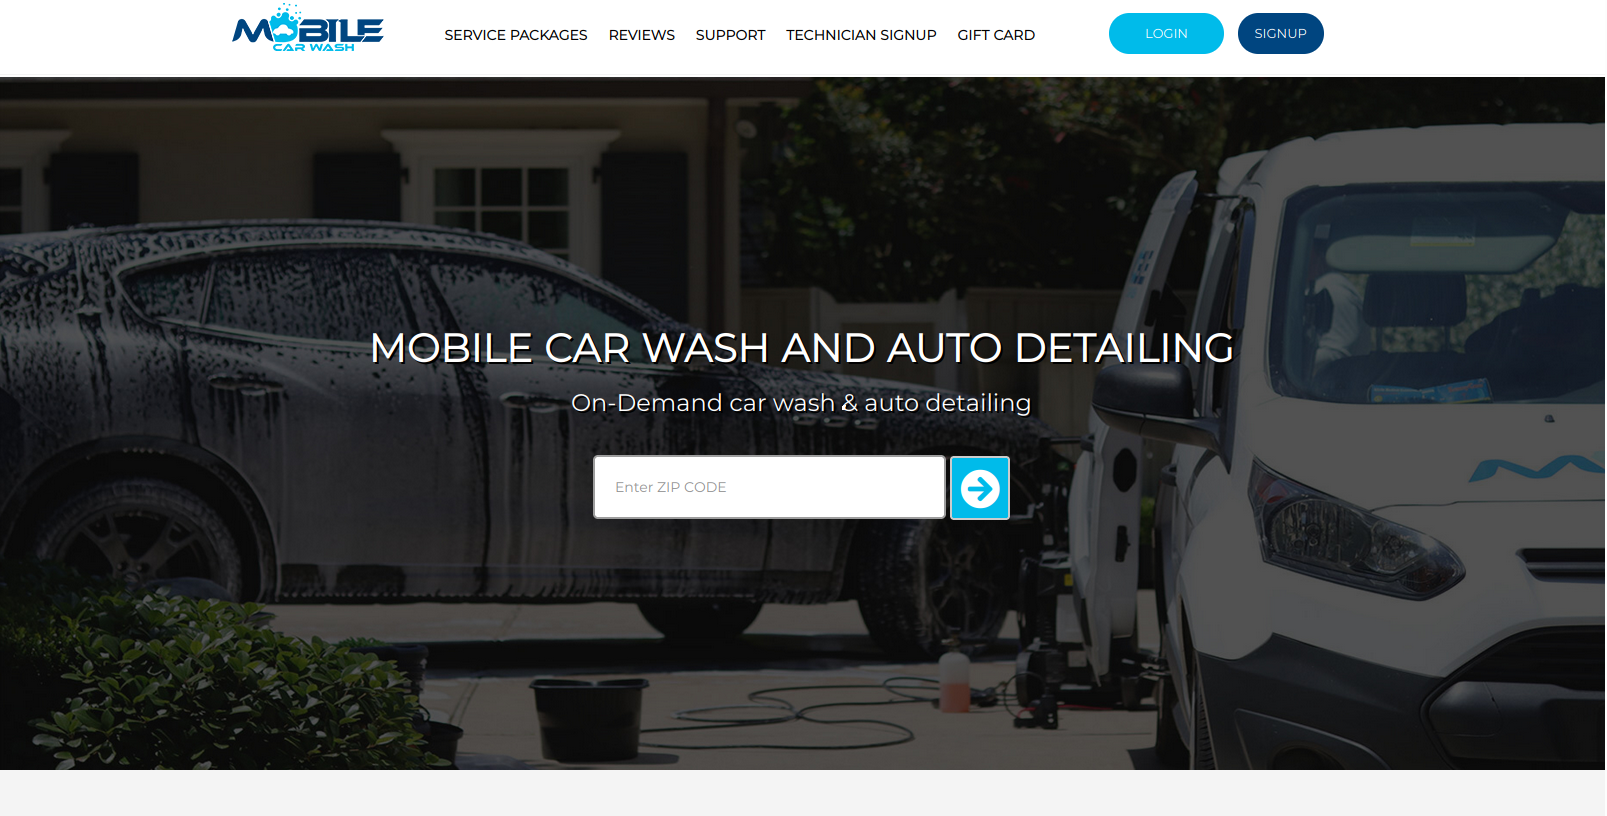 MOBILE
CAR WASH
SERVICE PACKAGES
REVIEWS
SUPPORT
TECHNICIAN SIGNUP
GIFT CARD
LOGIN
SIGNUP
MOBILE CAR WASH AND AUTO DETAILING
On-Demand car wash & auto detailing
Enter ZIP CODE